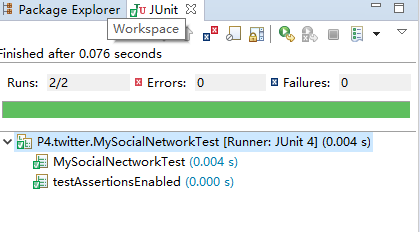 Package Explorer JUnit
Workspace
Finished after 0.076 seconds
Runs: 2/2 Errors: 0 Failures: 0
P4.twitter.MySocialNetworkTest [Runner: JUnit 4] (0.004 s)
MySocialNectworkTest (0.004 s)
testAssertionsEnabled (0.000 s)